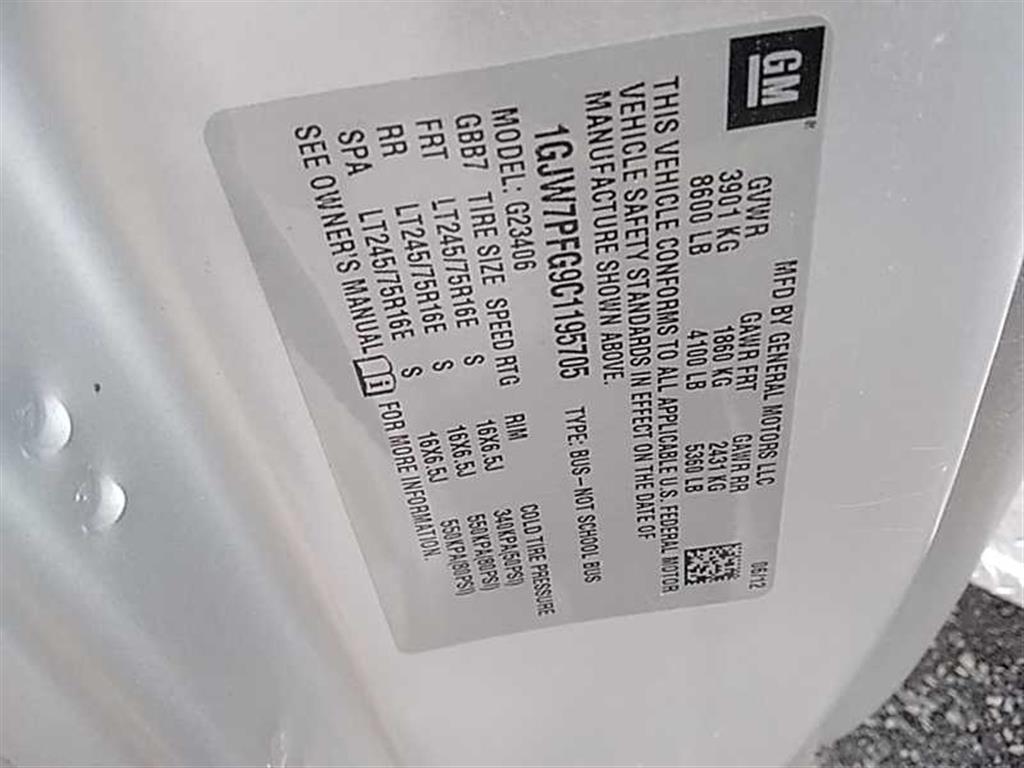 GM
MFD BY GENERAL MOTORS LLC 06/12
GVWR GAWR FRT GAWR RR
3901 KG 1860 KG 2431 KG
8600 LB 4100 LB 5360 LB
THIS VEHICLE CONFORMS TO ALL APPLICABLE U.S. FEDERAL MOTOR
VEHICLE SAFETY STANDARDS IN EFFECT ON THE DATE OF
MANUFACTURE SHOWN ABOVE.
1GJW7PFG9C1195705 TYPE: BUS-NOT SCHOOL BUS
MODEL: G23406
GBB7 TIRE SIZE SPEED RTG RIM COLD TIRE PRESSURE
FRT LT245/75R16E S 16X6.5J 340KPA(50PSI)
RR LT245/75R16E S 16X6.5J 550KPA(80PSI)
SPA LT245/75R16E S 16X6.5J 550KPA(80PSI)
SEE OWNER'S MANUAL FOR MORE INFORMATION.